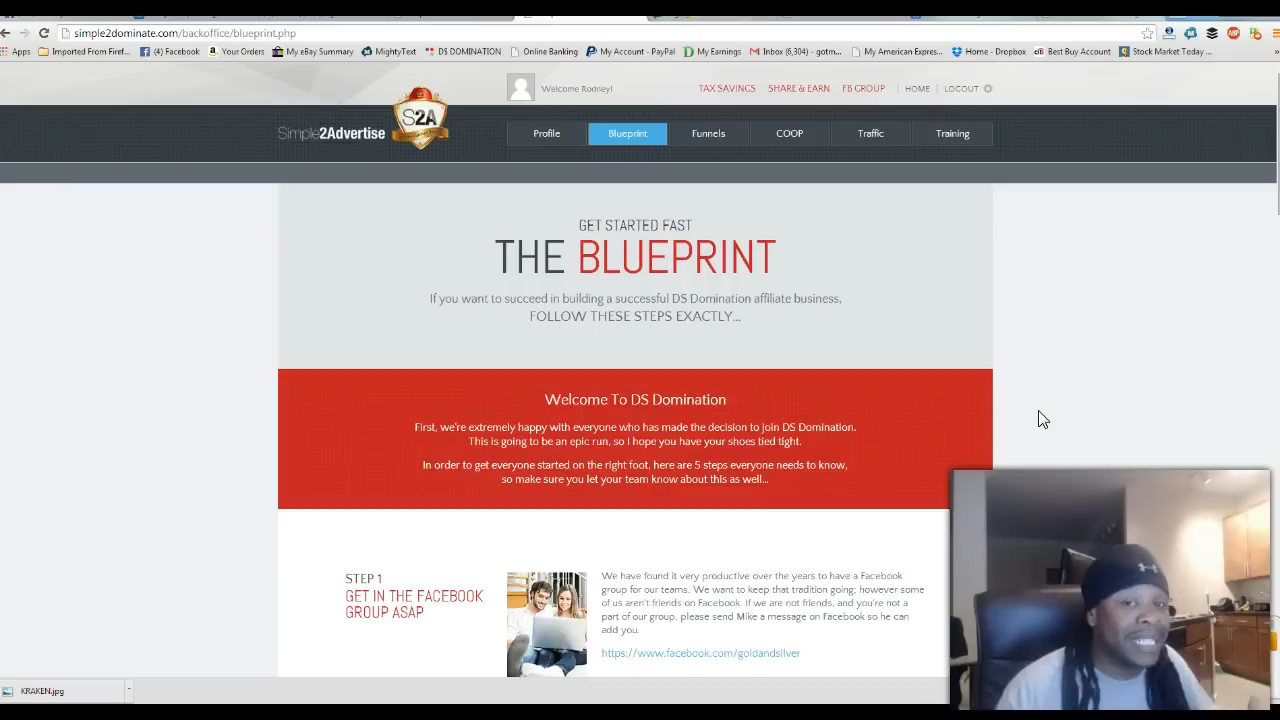 simple2dominate.com/backoffice/blueprint.php
Apps
Imported From Firef...
(4) Facebook
Your Orders
My eBay Summary
MightyText
DS DOMINATION
Online Banking
My Account - PayPal
My Earnings
Inbox (6,304) - gotm...
My American Expres...
Home - Dropbox
Best Buy Account
Stock Market Today ...
Welcome Rodney!
TAX SAVINGS
SHARE & EARN
FB GROUP
HOME
LOGOUT
Simple2Advertise
S2A
Profile
Blueprint
Funnels
COOP
Traffic
Training
GET STARTED FAST
THE BLUEPRINT
If you want to succeed in building a successful DS Domination affiliate business,
FOLLOW THESE STEPS EXACTLY...
Welcome To DS Domination
First, we're extremely happy with everyone who has made the decision to join DS Domination.
This is going to be an epic run, so I hope you have your shoes tied tight.
In order to get everyone started on the right foot, here are 5 steps everyone needs to know,
so make sure you let your team know about this as well...
STEP 1
GET IN THE FACEBOOK
GROUP ASAP
We have found it very productive over the years to have a Facebook
group for our teams. We want to keep that tradition going; however some
of us aren't friends on Facebook. If we are not friends, and you're not a
part of our group, please send Mike a message on Facebook so he can
add you.
https://www.facebook.com/goldandsilver
KRAKEN.jpg